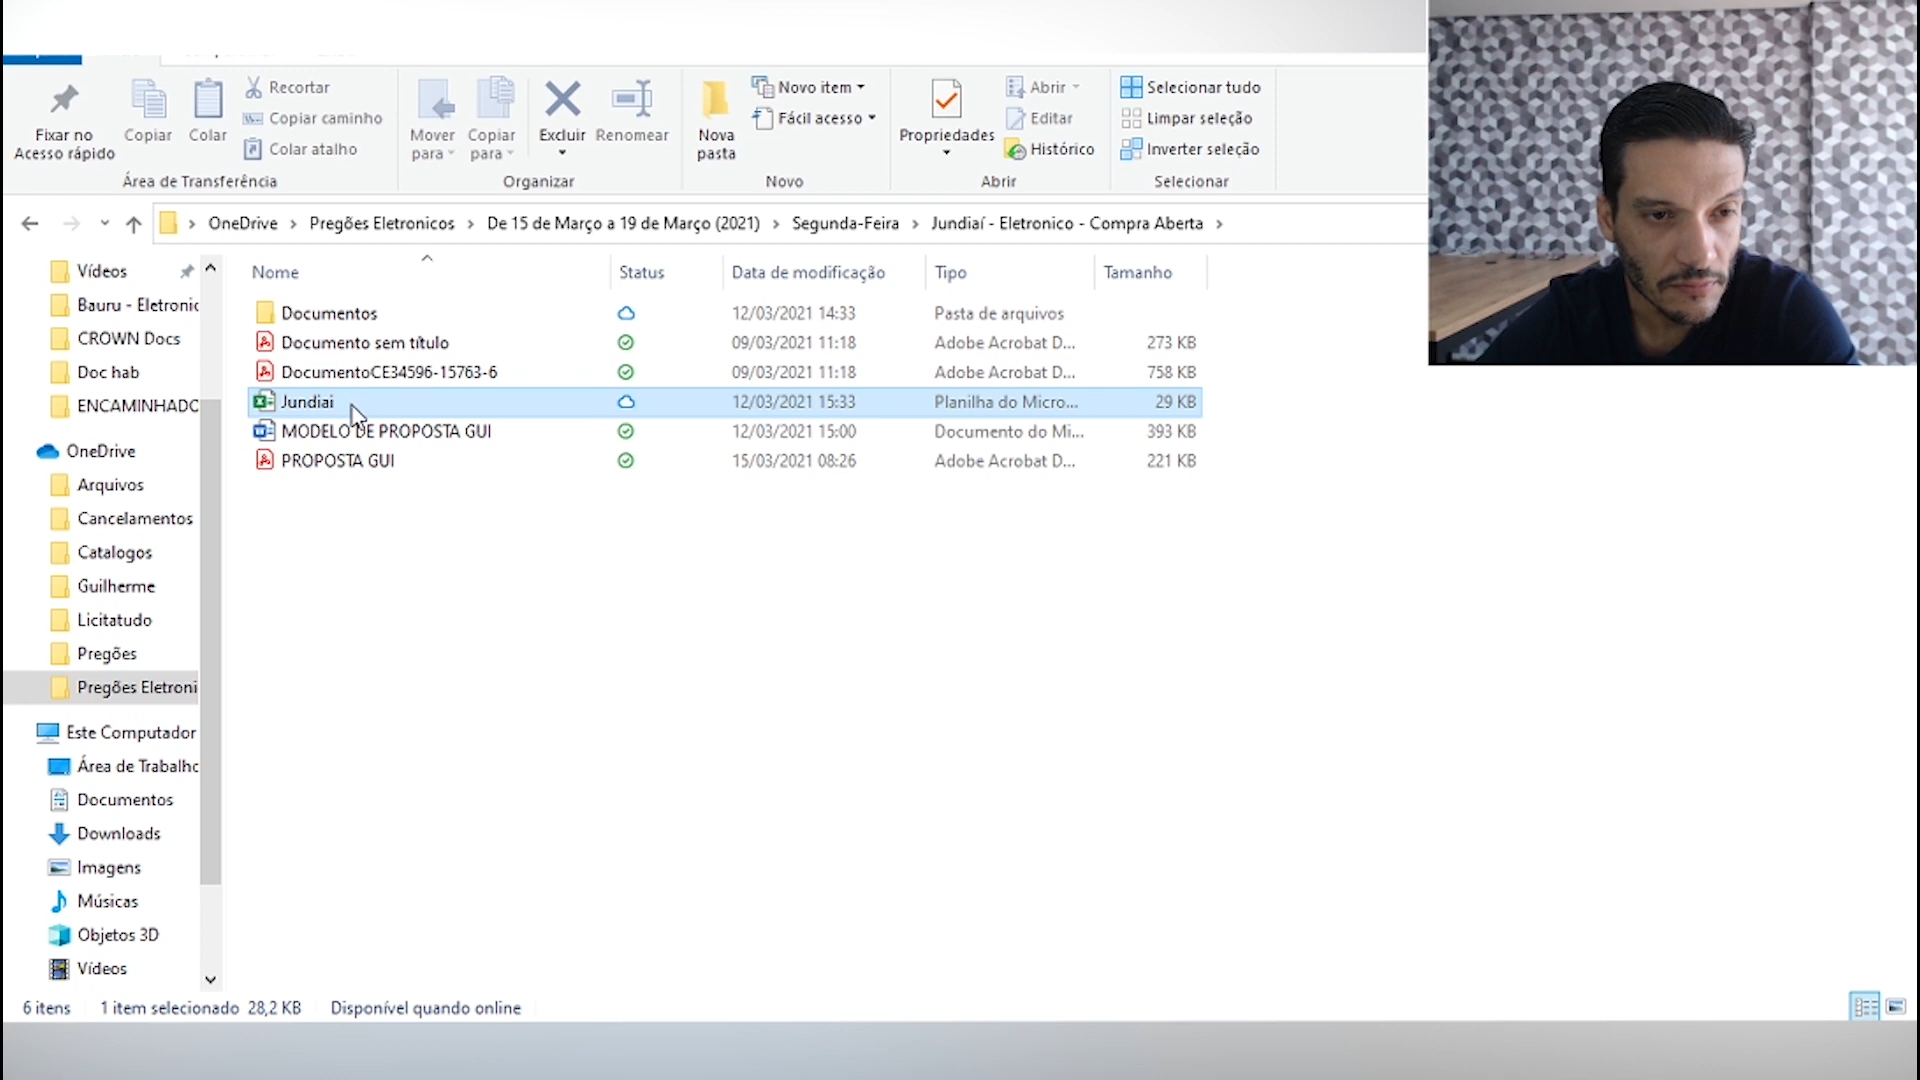 Recortar
Copiar caminho
Colar atalho
Fixar no
Acesso rápido
Copiar
Colar
Área de Transferência
Mover
para
Copiar
para
Excluir
Renomear
Organizar
Nova
pasta
Novo item
Fácil acesso
Novo
Propriedades
Abrir
Editar
Histórico
Abrir
Selecionar tudo
Limpar seleção
Inverter seleção
Selecionar
OneDrive > Pregões Eletronicos > De 15 de Março a 19 de Março (2021) > Segunda-Feira > Jundiaí - Eletronico - Compra Aberta >
Vídeos
Bauru - Eletronic
CROWN Docs
Doc hab
ENCAMINHADO
OneDrive
Arquivos
Cancelamentos
Catalogos
Guilherme
Licitatudo
Pregões
Pregões Eletroni
Este Computador
Área de Trabalho
Documentos
Downloads
Imagens
Músicas
Objetos 3D
Vídeos
Nome Status Data de modificação Tipo Tamanho
Documentos 12/03/2021 14:33 Pasta de arquivos
Documento sem título 09/03/2021 11:18 Adobe Acrobat D... 273 KB
DocumentoCE34596-15763-6 09/03/2021 11:18 Adobe Acrobat D... 758 KB
Jundiai 12/03/2021 15:33 Planilha do Micro... 29 KB
MODELO DE PROPOSTA GUI 12/03/2021 15:00 Documento do Mi... 393 KB
PROPOSTA GUI 15/03/2021 08:26 Adobe Acrobat D... 221 KB
6 itens 1 item selecionado 28,2 KB Disponível quando online